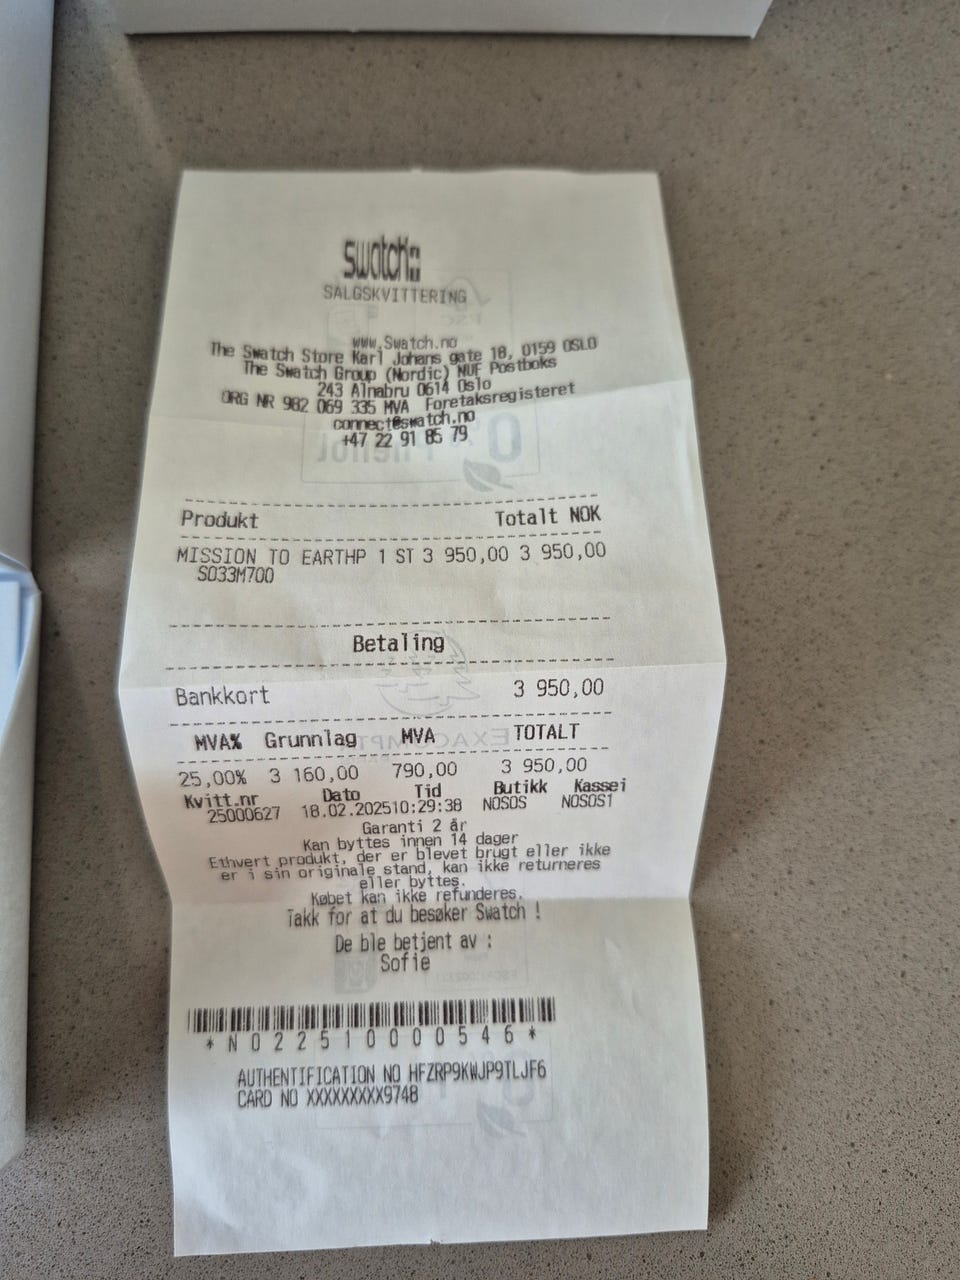 swatch
SALGSKVITTERING
www.Swatch.no
The Swatch Store Karl Johans gate 18, 0159 OSLO
The Swatch Group (Nordic) NUF Postboks
243 Alnabru 0614 Oslo
ORG NR 982 069 335 MVA Foretaksregisteret
connect@swatch.no
+47 22 91 85 79
Produkt Totalt NOK
MISSION TO EARTHP 1 ST 3 950,00 3 950,00
SO33M700
Betaling
Bankkort 3 950,00
MVA% Grunnlag MVA TOTALT
25,00% 3 160,00 790,00 3 950,00
Kvitt.nr Dato Tid Butikk Kassei
25000627 18.02.202510:29:38 NOSOS NOSOS1
Garanti 2 år
Kan byttes innen 14 dager
Ethvert produkt, der er blevet brugt eller ikke
er i sin originale stand, kan ikke returneres
eller byttes.
Købet kan ikke refunderes.
Takk for at du besøker Swatch !
De ble betjent av :
Sofie
*NO22510000546*
AUTHENTIFICATION NO HFZRP9KWJP9TLJF6
CARD NO XXXXXXXXX9748